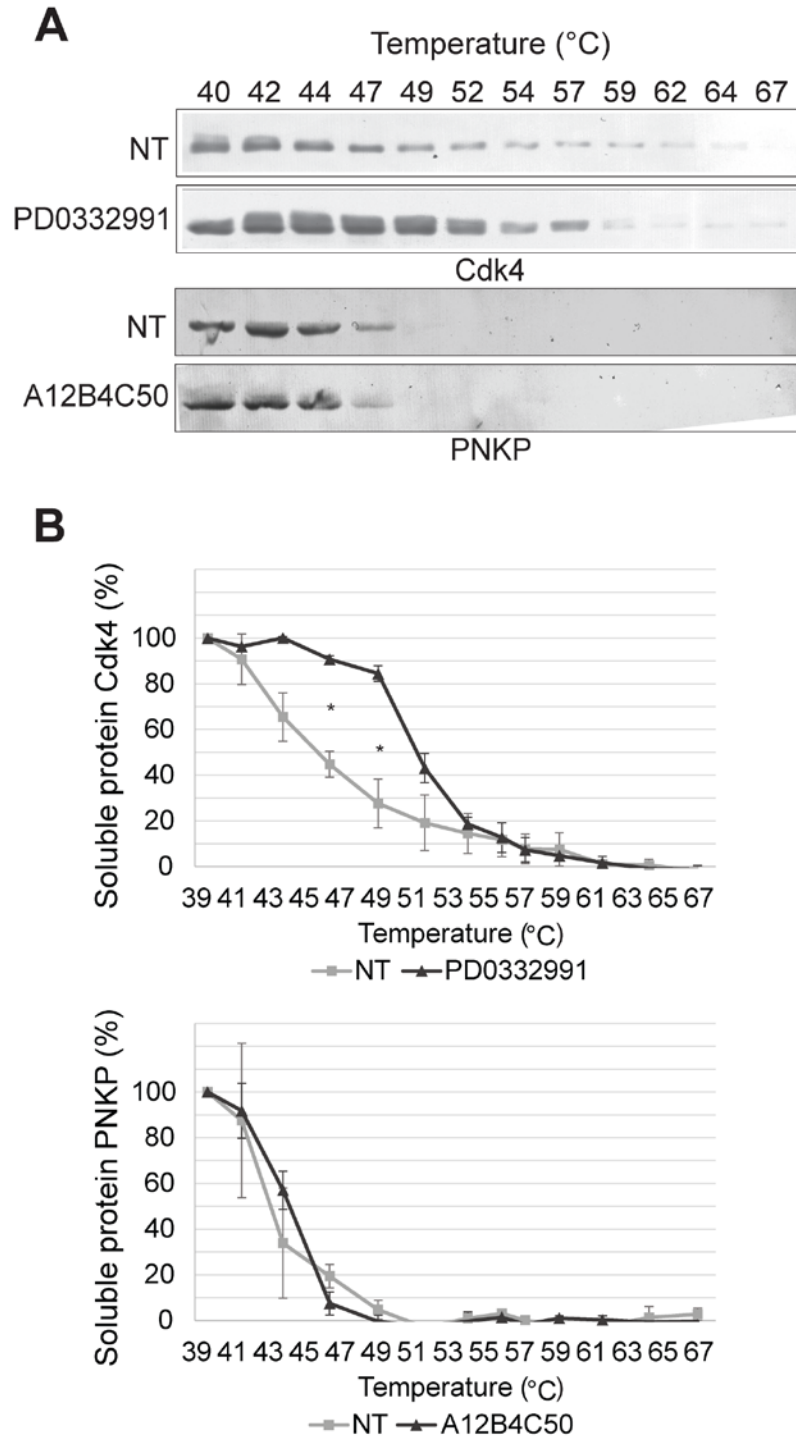 A
Temperature (°C)
40 42 44 47 49 52 54 57 59 62 64 67
NT
PD0332991
Cdk4
NT
A12B4C50
PNKP
B
Soluble protein Cdk4 (%)
100
80
60
40
20
0
*
*
39 41 43 45 47 49 51 53 55 57 59 61 63 65 67
Temperature (°C)
NT PD0332991
Soluble protein PNKP (%)
100
80
60
40
20
0
39 41 43 45 47 49 51 53 55 57 59 61 63 65 67
Temperature (°C)
NT A12B4C50